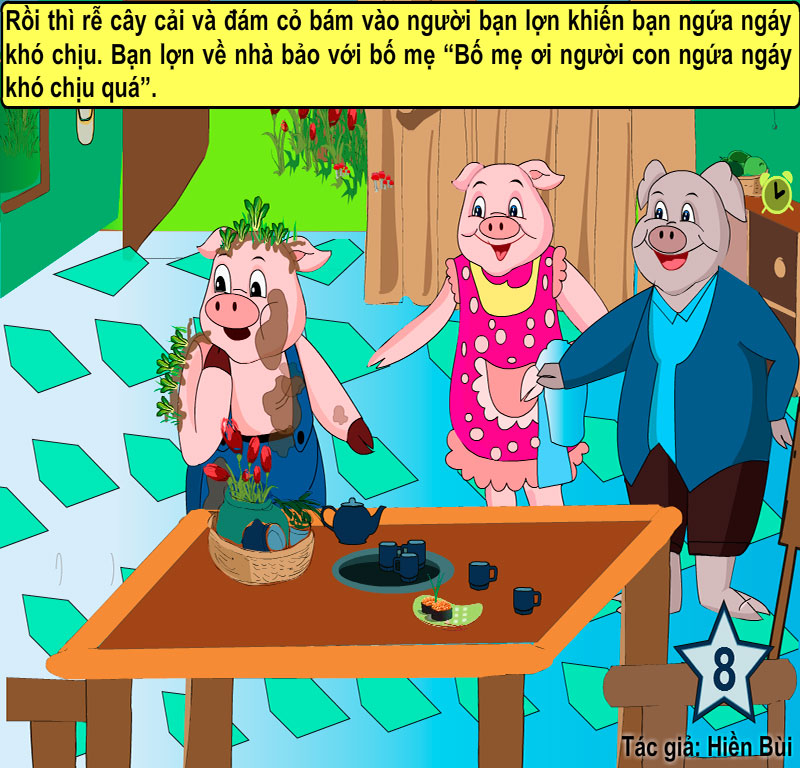 Rồi thì rễ cây cải và đám cỏ bám vào người bạn lợn khiến bạn ngứa ngáy
khó chịu. Bạn lợn về nhà bảo với bố mẹ “Bố mẹ ơi người con ngứa ngáy
khó chịu quá”.
8
Tác giả: Hiền Bùi